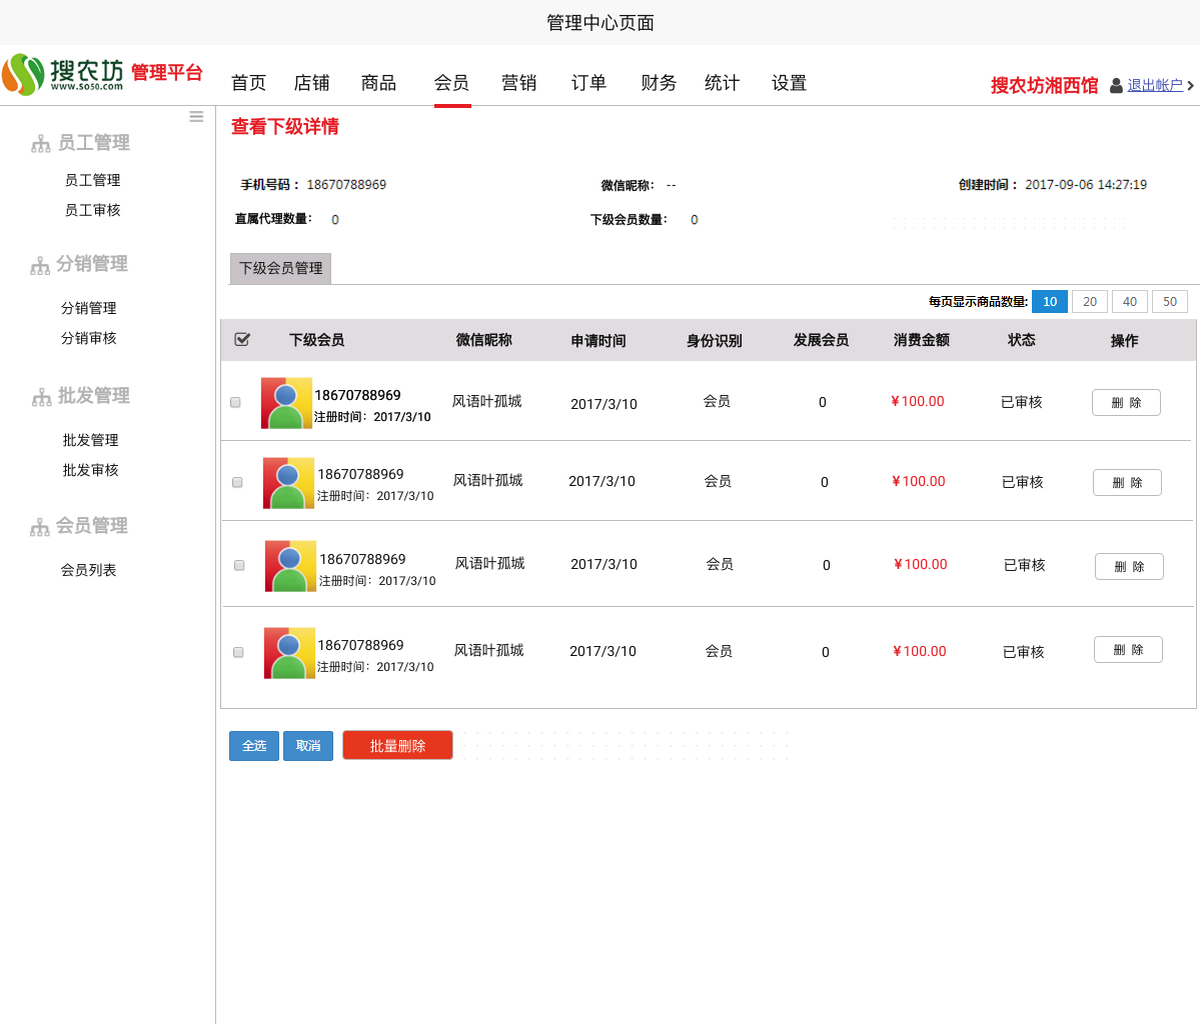 管理中心页面
搜农坊 管理平台
www.so50.com
首页 店铺 商品 会员 营销 订单 财务 统计 设置
搜农坊湘西馆 退出帐户
员工管理
员工管理
员工审核
分销管理
分销管理
分销审核
批发管理
批发管理
批发审核
会员管理
会员列表
查看下级详情
手机号码： 18670788969 微信昵称： -- 创建时间： 2017-09-06 14:27:19
直属代理数量： 0 下级会员数量： 0
下级会员管理
每页显示商品数量: 10 20 40 50
下级会员 微信昵称 申请时间 身份识别 发展会员 消费金额 状态 操作
18670788969 风语叶孤城 2017/3/10 会员 0 ¥100.00 已审核 删 除
注册时间：2017/3/10
18670788969 风语叶孤城 2017/3/10 会员 0 ¥100.00 已审核 删 除
注册时间：2017/3/10
18670788969 风语叶孤城 2017/3/10 会员 0 ¥100.00 已审核 删 除
注册时间：2017/3/10
18670788969 风语叶孤城 2017/3/10 会员 0 ¥100.00 已审核 删 除
注册时间：2017/3/10
全选 取消 批量删除